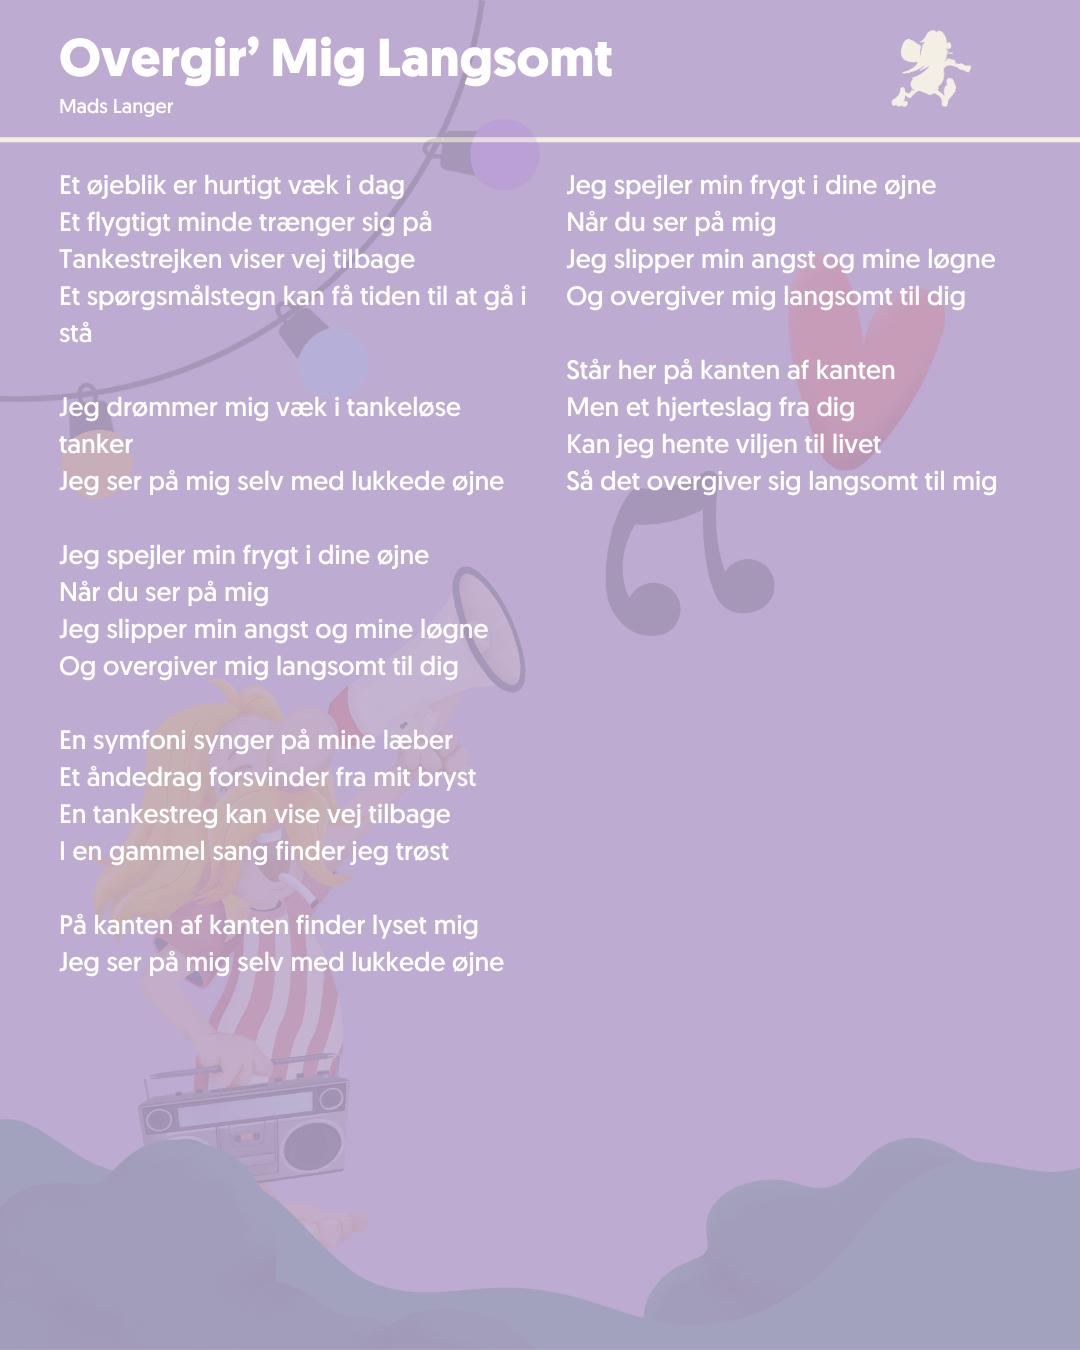 Overgir’ Mig Langsomt
Mads Langer
Et øjeblik er hurtigt væk i dag
Et flygtigt minde trænger sig på
Tankestrejken viser vej tilbage
Et spørgsmålstegn kan få tiden til at gå i
stå
Jeg drømmer mig væk i tankeløse
tanker
Jeg ser på mig selv med lukkede øjne
Jeg spejler min frygt i dine øjne
Når du ser på mig
Jeg slipper min angst og mine løgne
Og overgiver mig langsomt til dig
En symfoni synger på mine læber
Et åndedrag forsvinder fra mit bryst
En tankestreg kan vise vej tilbage
I en gammel sang finder jeg trøst
På kanten af kanten finder lyset mig
Jeg ser på mig selv med lukkede øjne
Jeg spejler min frygt i dine øjne
Når du ser på mig
Jeg slipper min angst og mine løgne
Og overgiver mig langsomt til dig
Står her på kanten af kanten
Men et hjerteslag fra dig
Kan jeg hente viljen til livet
Så det overgiver sig langsomt til mig